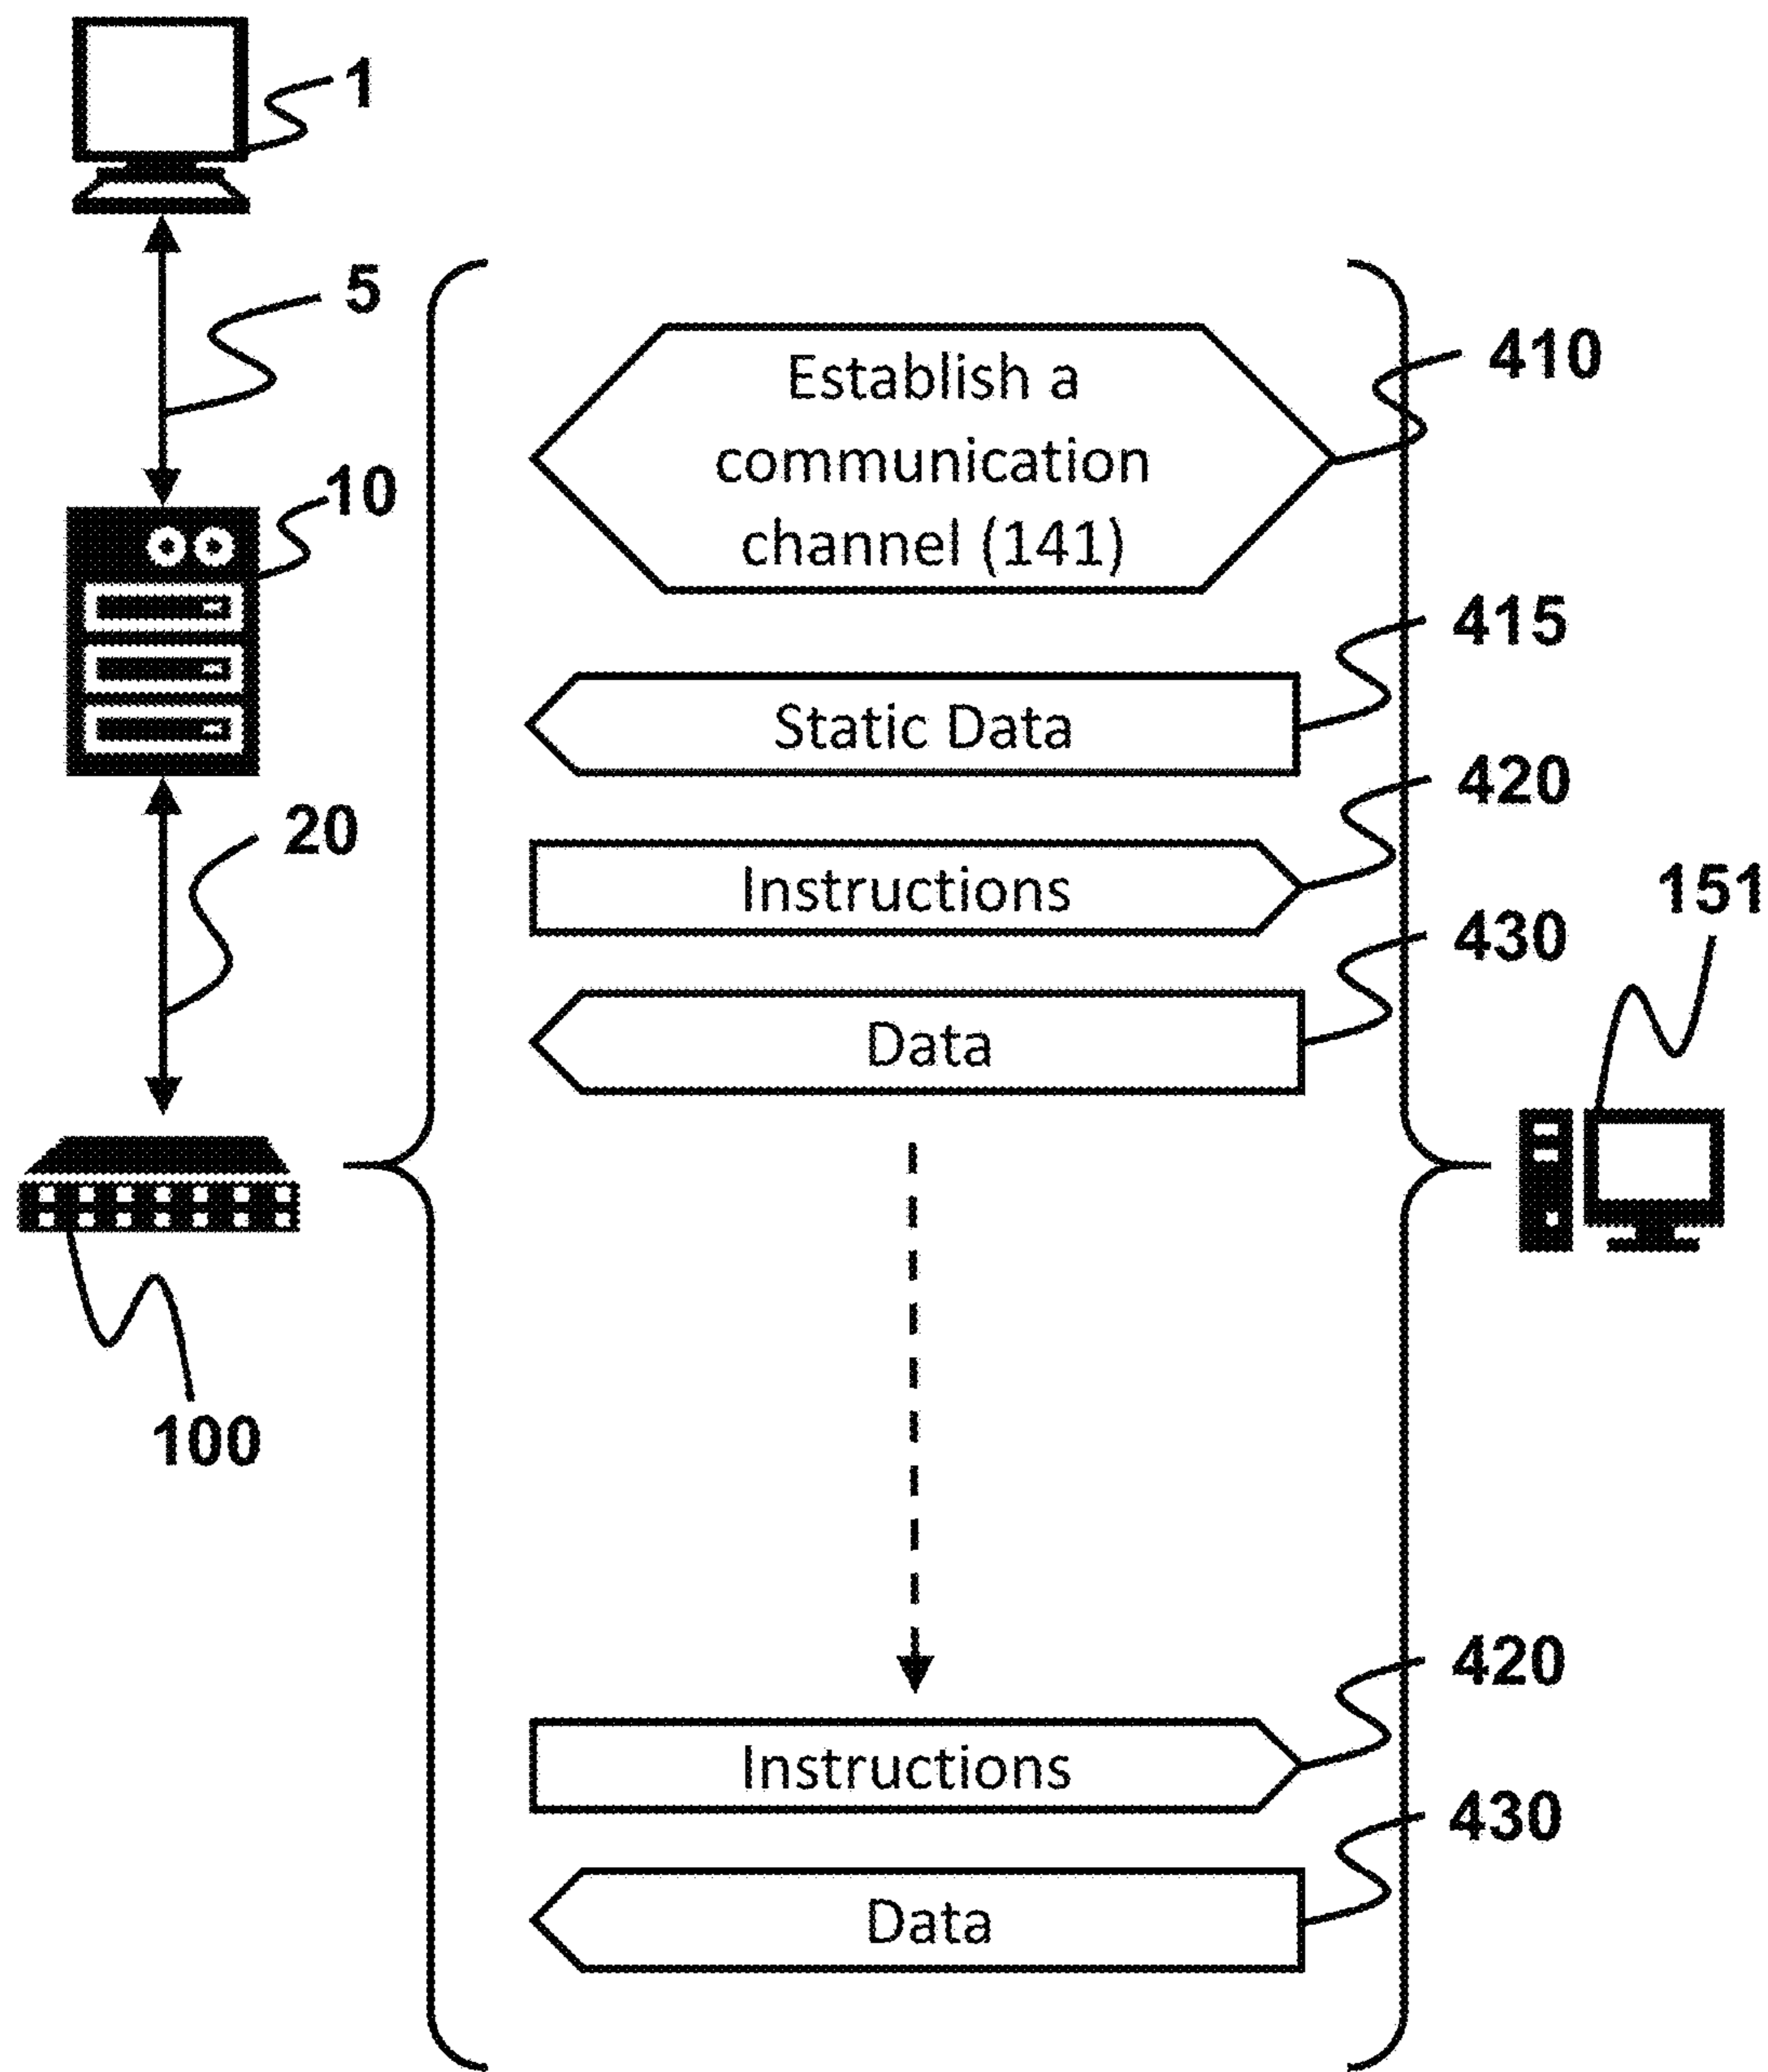 1
5
10
20
100
Establish a
communication
channel (141)
410
Static Data
415
Instructions
420
Data
430
151
Instructions
420
Data
430